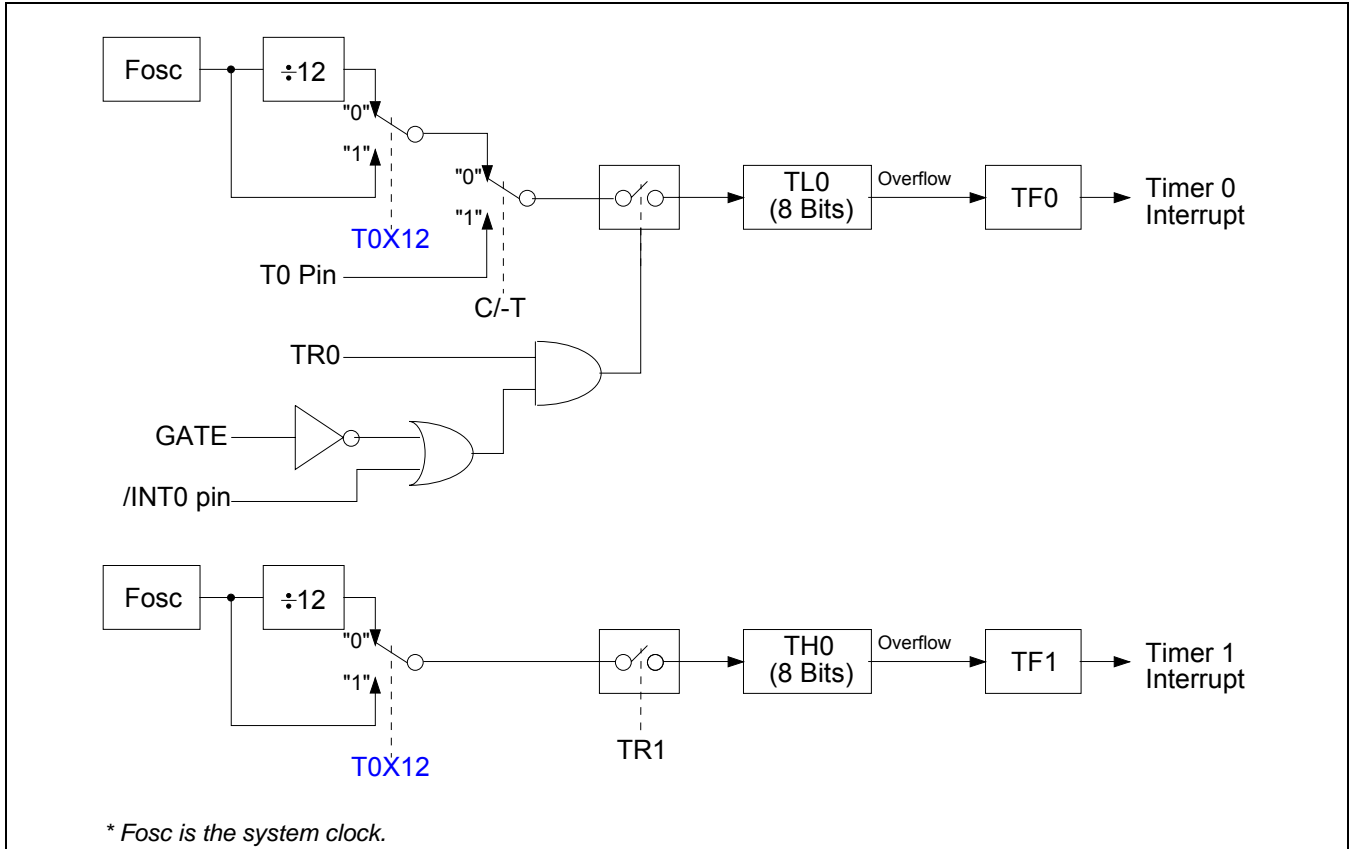 Fosc
÷12
"0"
"1"
T0X12
"0"
"1"
T0 Pin
C/-T
TL0
(8 Bits)
Overflow
TF0
Timer 0
Interrupt
TR0
GATE
/INT0 pin
Fosc
÷12
"0"
"1"
T0X12
TR1
TH0
(8 Bits)
Overflow
TF1
Timer 1
Interrupt
* Fosc is the system clock.